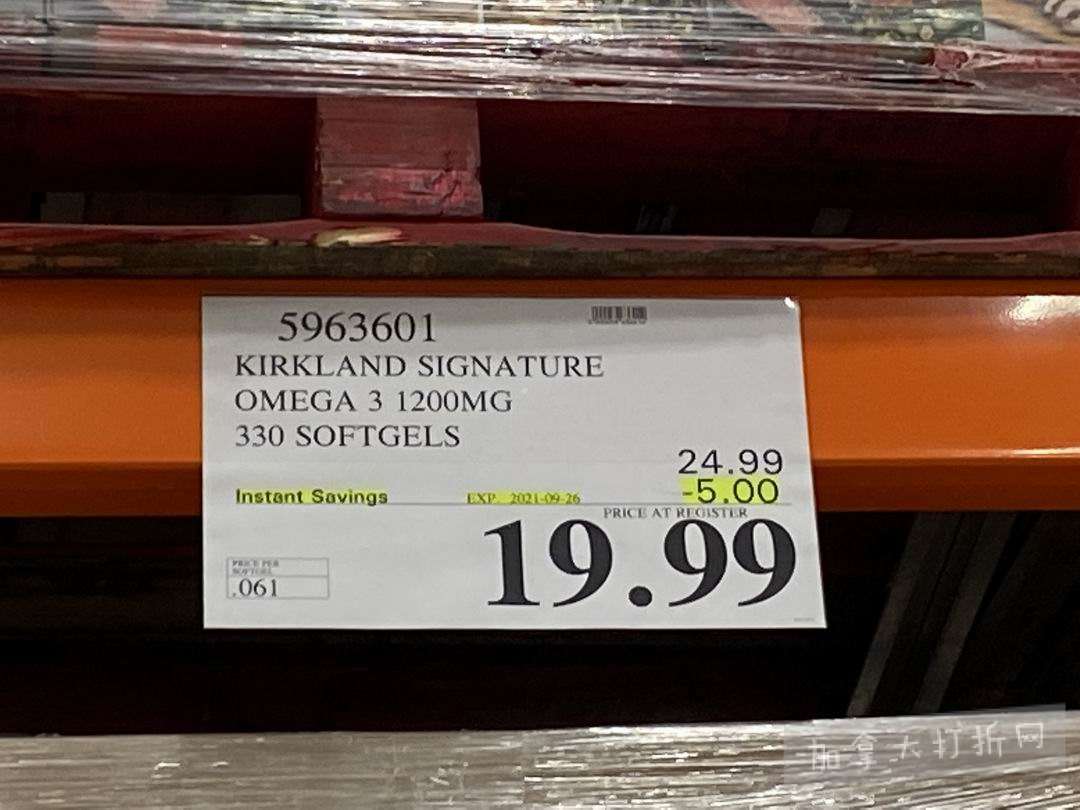 5963601
KIRKLAND SIGNATURE
OMEGA 3 1200MG
330 SOFTGELS
24.99
Instant Savings EXP. 2021-09-26 -5.00
PRICE AT REGISTER
19.99
PRICE PER
SOFTGEL
.061
加拿大打折网